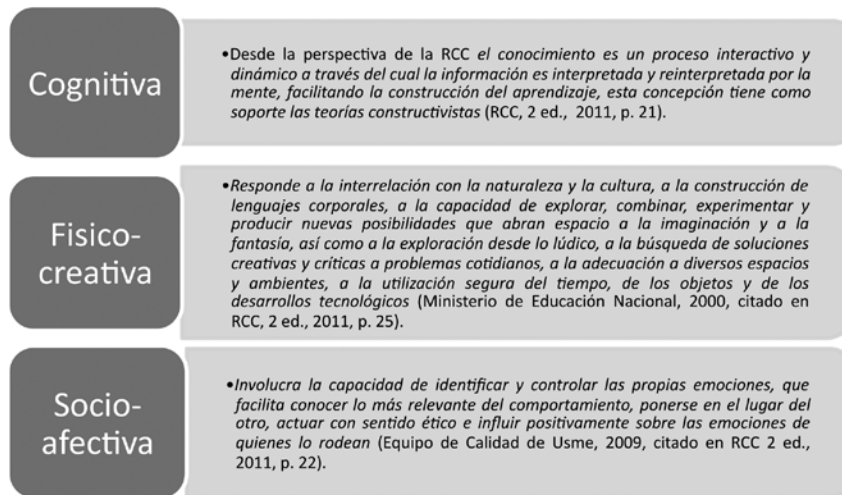 Cognitiva
•Desde la perspectiva de la RCC el conocimiento es un proceso interactivo y
dinámico a través del cual la información es interpretada y reinterpretada por la
mente, facilitando la construcción del aprendizaje, esta concepción tiene como
soporte las teorías constructivistas (RCC, 2 ed., 2011, p. 21).
Fisico-
creativa
•Responde a la interrelación con la naturaleza y la cultura, a la construcción de
lenguajes corporales, a la capacidad de explorar, combinar, experimentar y
producir nuevas posibilidades que abran espacio a la imaginación y a la
fantasía, así como a la exploración desde lo lúdico, a la búsqueda de soluciones
creativas y críticas a problemas cotidianos, a la adecuación a diversos espacios
y ambientes, a la utilización segura del tiempo, de los objetos y de los
desarrollos tecnológicos (Ministerio de Educación Nacional, 2000, citado en
RCC, 2 ed., 2011, p. 25).
Socio-
afectiva
•Involucra la capacidad de identificar y controlar las propias emociones, que
facilita conocer lo más relevante del comportamiento, ponerse en el lugar del
otro, actuar con sentido ético e influir positivamente sobre las emociones de
quienes lo rodean (Equipo de Calidad de Usme, 2009, citado en RCC 2 ed.,
2011, p. 22).